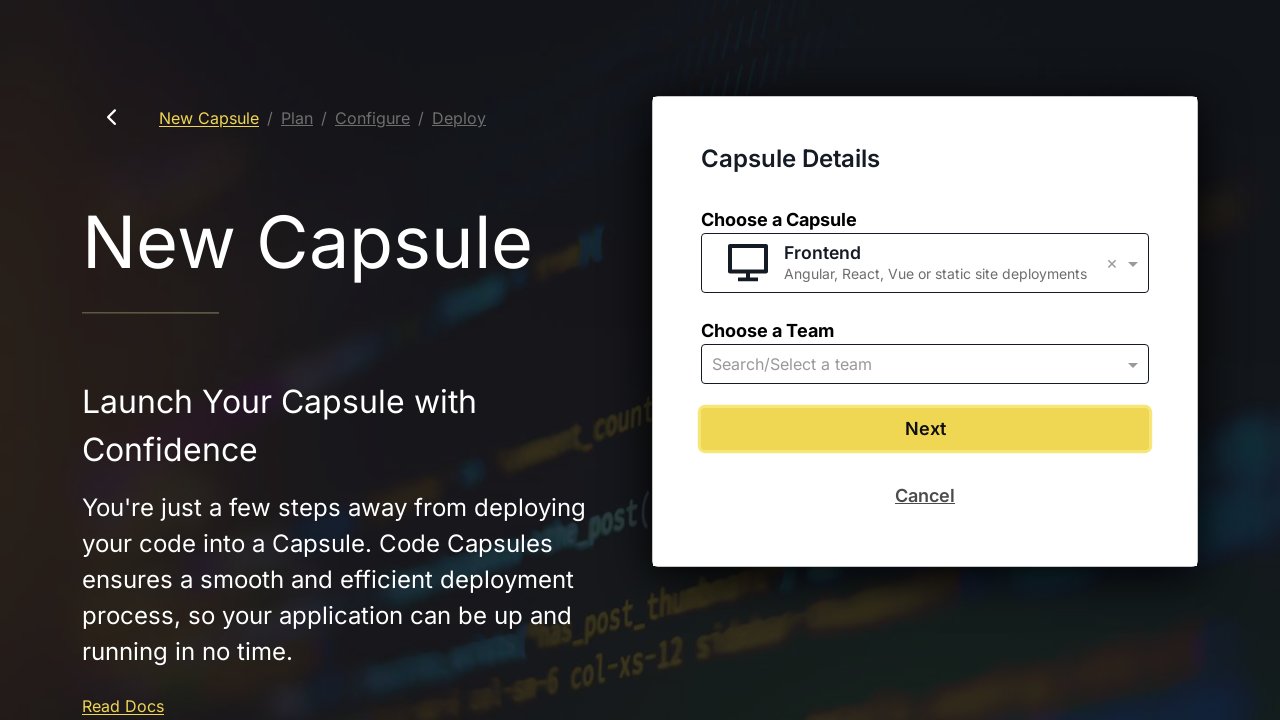 New Capsule / Plan / Configure / Deploy
New Capsule
Launch Your Capsule with
Confidence
You're just a few steps away from deploying
your code into a Capsule. Code Capsules
ensures a smooth and efficient deployment
process, so your application can be up and
running in no time.
Read Docs
Capsule Details
Choose a Capsule
Frontend
Angular, React, Vue or static site deployments
Choose a Team
Search/Select a team
Next
Cancel